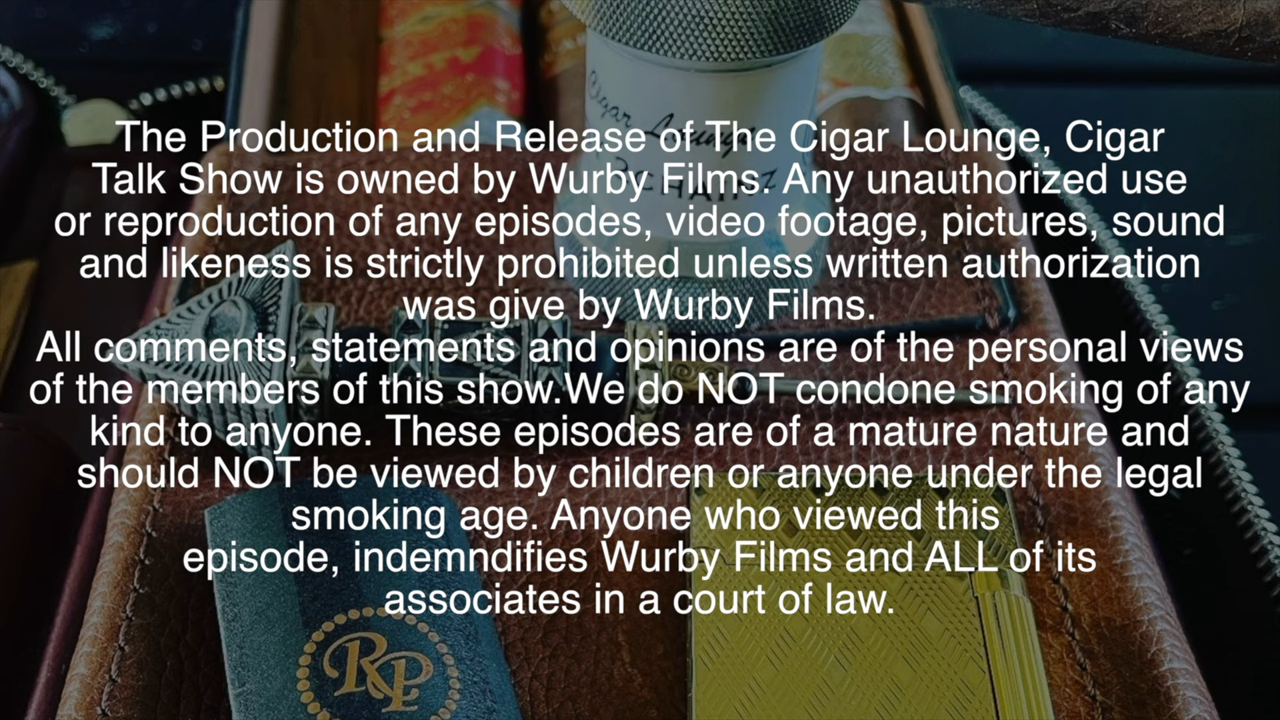 The Production and Release of The Cigar Lounge, Cigar
Talk Show is owned by Wurby Films. Any unauthorized use
or reproduction of any episodes, video footage, pictures, sound
and likeness is strictly prohibited unless written authorization
was give by Wurby Films.
All comments, statements and opinions are of the personal views
of the members of this show.We do NOT condone smoking of any
kind to anyone. These episodes are of a mature nature and
should NOT be viewed by children or anyone under the legal
smoking age. Anyone who viewed this
episode, indemndifies Wurby Films and ALL of its
associates in a court of law.
Cigar Lounge
RP